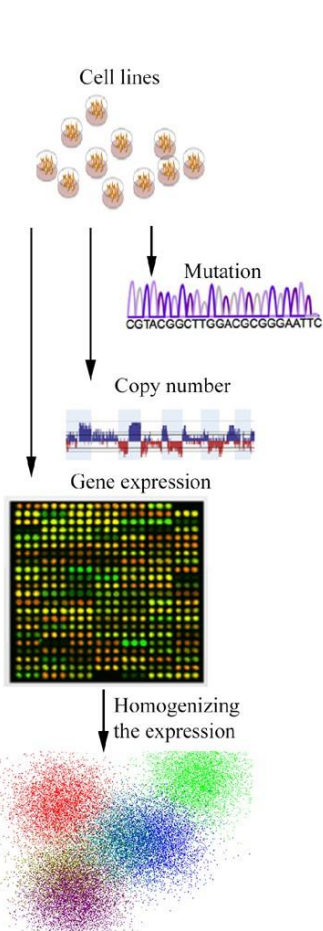 Cell lines
Mutation
CGTACGGCTTGGACGCGGGAATTC
Copy number
Gene expression
Homogenizing
the expression